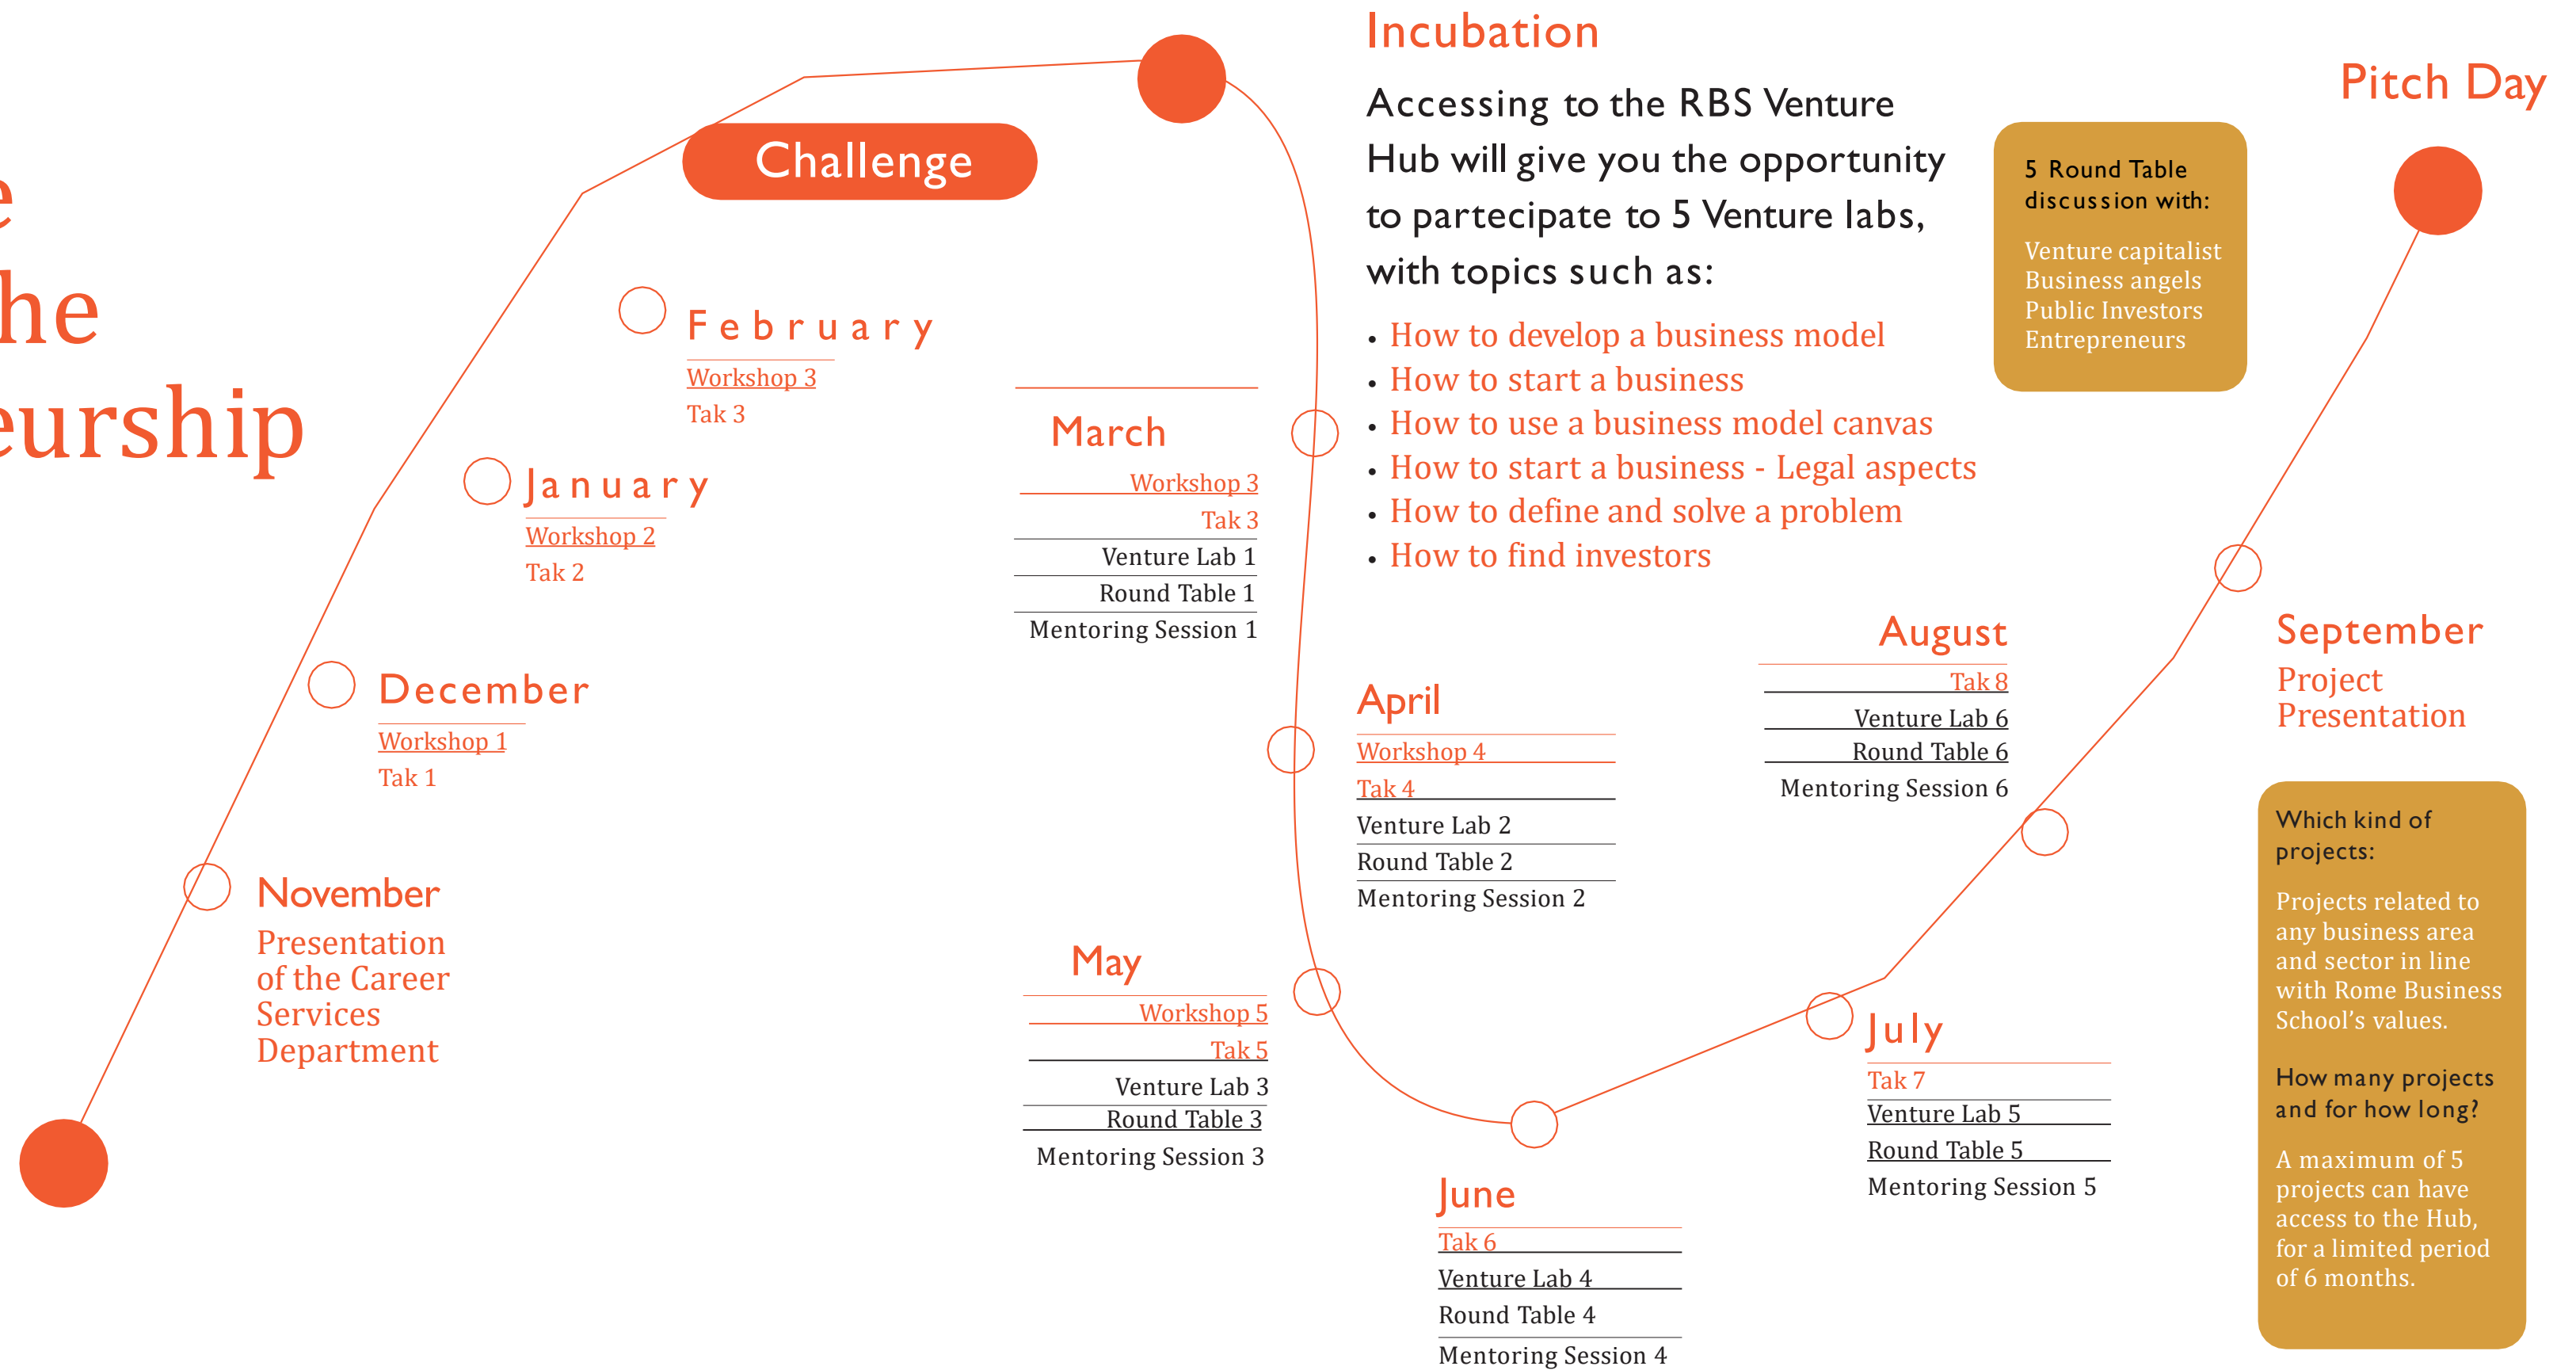 e
he
eurship
Challenge
February
Workshop 3
Tak 3
January
Workshop 2
Tak 2
December
Workshop 1
Tak 1
November
Presentation
of the Career
Services
Department
March
Workshop 3
Tak 3
Venture Lab 1
Round Table 1
Mentoring Session 1
Incubation
Accessing to the RBS Venture
Hub will give you the opportunity
to partecipate to 5 Venture labs,
with topics such as:
• How to develop a business model
• How to start a business
• How to use a business model canvas
• How to start a business - Legal aspects
• How to define and solve a problem
• How to find investors
5 Round Table
discussion with:
Venture capitalist
Business angels
Public Investors
Entrepreneurs
Pitch Day
April
Workshop 4
Tak 4
Venture Lab 2
Round Table 2
Mentoring Session 2
May
Workshop 5
Tak 5
Venture Lab 3
Round Table 3
Mentoring Session 3
June
Tak 6
Venture Lab 4
Round Table 4
Mentoring Session 4
July
Tak 7
Venture Lab 5
Round Table 5
Mentoring Session 5
August
Tak 8
Venture Lab 6
Round Table 6
Mentoring Session 6
September
Project
Presentation
Which kind of
projects:
Projects related to
any business area
and sector in line
with Rome Business
School’s values.
How many projects
and for how long?
A maximum of 5
projects can have
access to the Hub,
for a limited period
of 6 months.